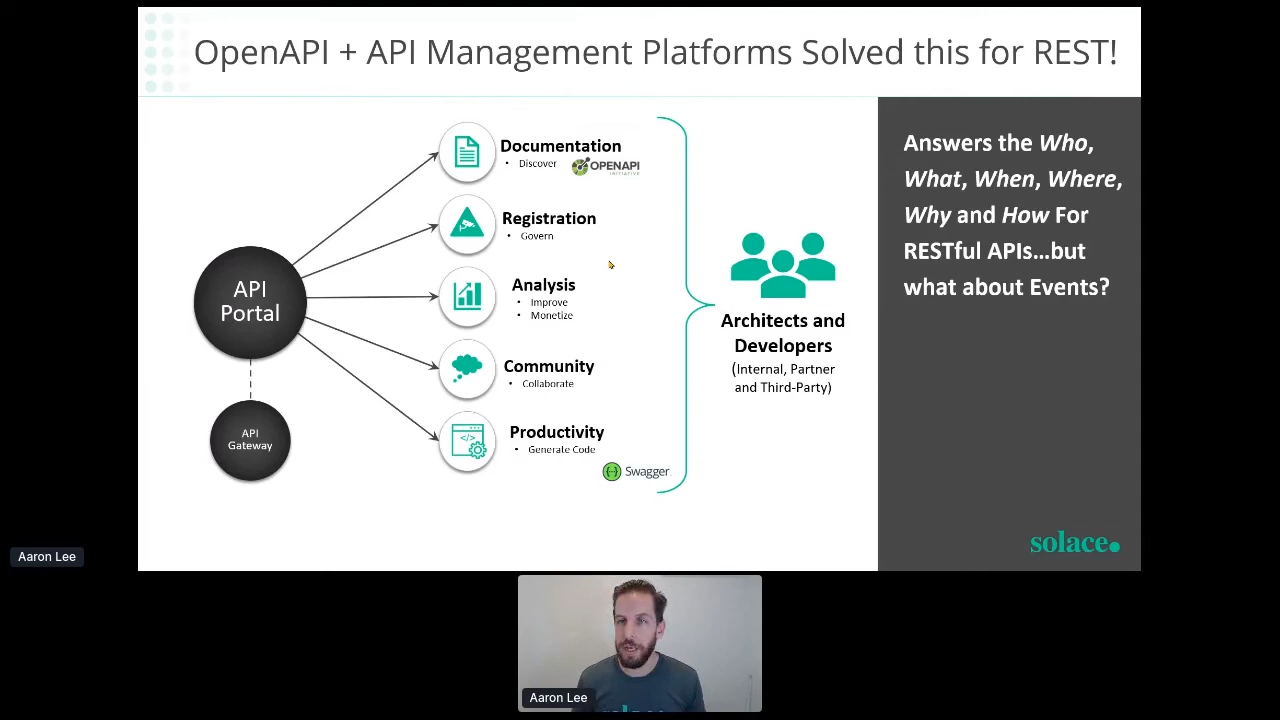 OpenAPI + API Management Platforms Solved this for REST!
Documentation
• Discover
OPENAPI
INITIATIVE
Registration
• Govern
Analysis
• Improve
• Monetize
Community
• Collaborate
Productivity
• Generate Code
Swagger
API
Portal
API
Gateway
Architects and
Developers
(Internal, Partner
and Third-Party)
Answers the Who,
What, When, Where,
Why and How For
RESTful APIs...but
what about Events?
solace.
Aaron Lee
Aaron Lee
solace